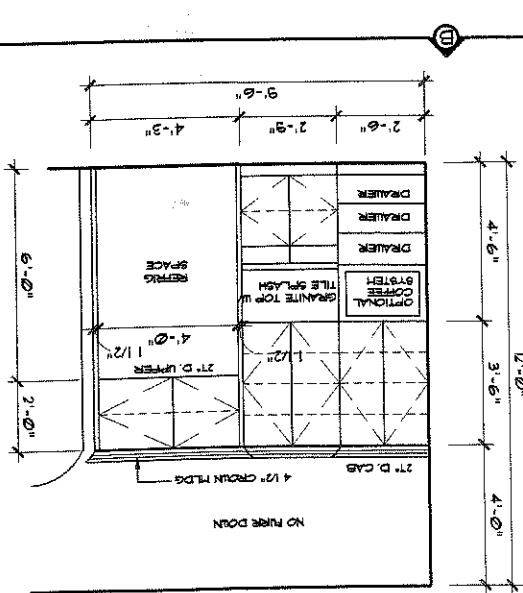 NO FURR DOWN
4 1/2" CROWN MLDG
27" D. CAB
4'-0"
12'-0"
3'-6"
4'-6"
27" D. UPPER
2'-0"
6'-0"
1 1/2"
4'-0"
1 1/2"
OPTIONAL
COFFEE
SYSTEM
GRANITE TOP W/
TILE SPLASH
REFRIG
SPACE
DRAWER
DRAWER
DRAWER
2'-6"
2'-9"
4'-3"
9'-6"